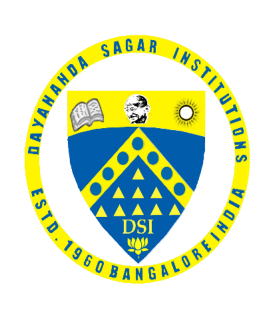 DAYANANDA SAGAR INSTITUTIONS
DSI
ESTD. 1960 BANGALORE INDIA